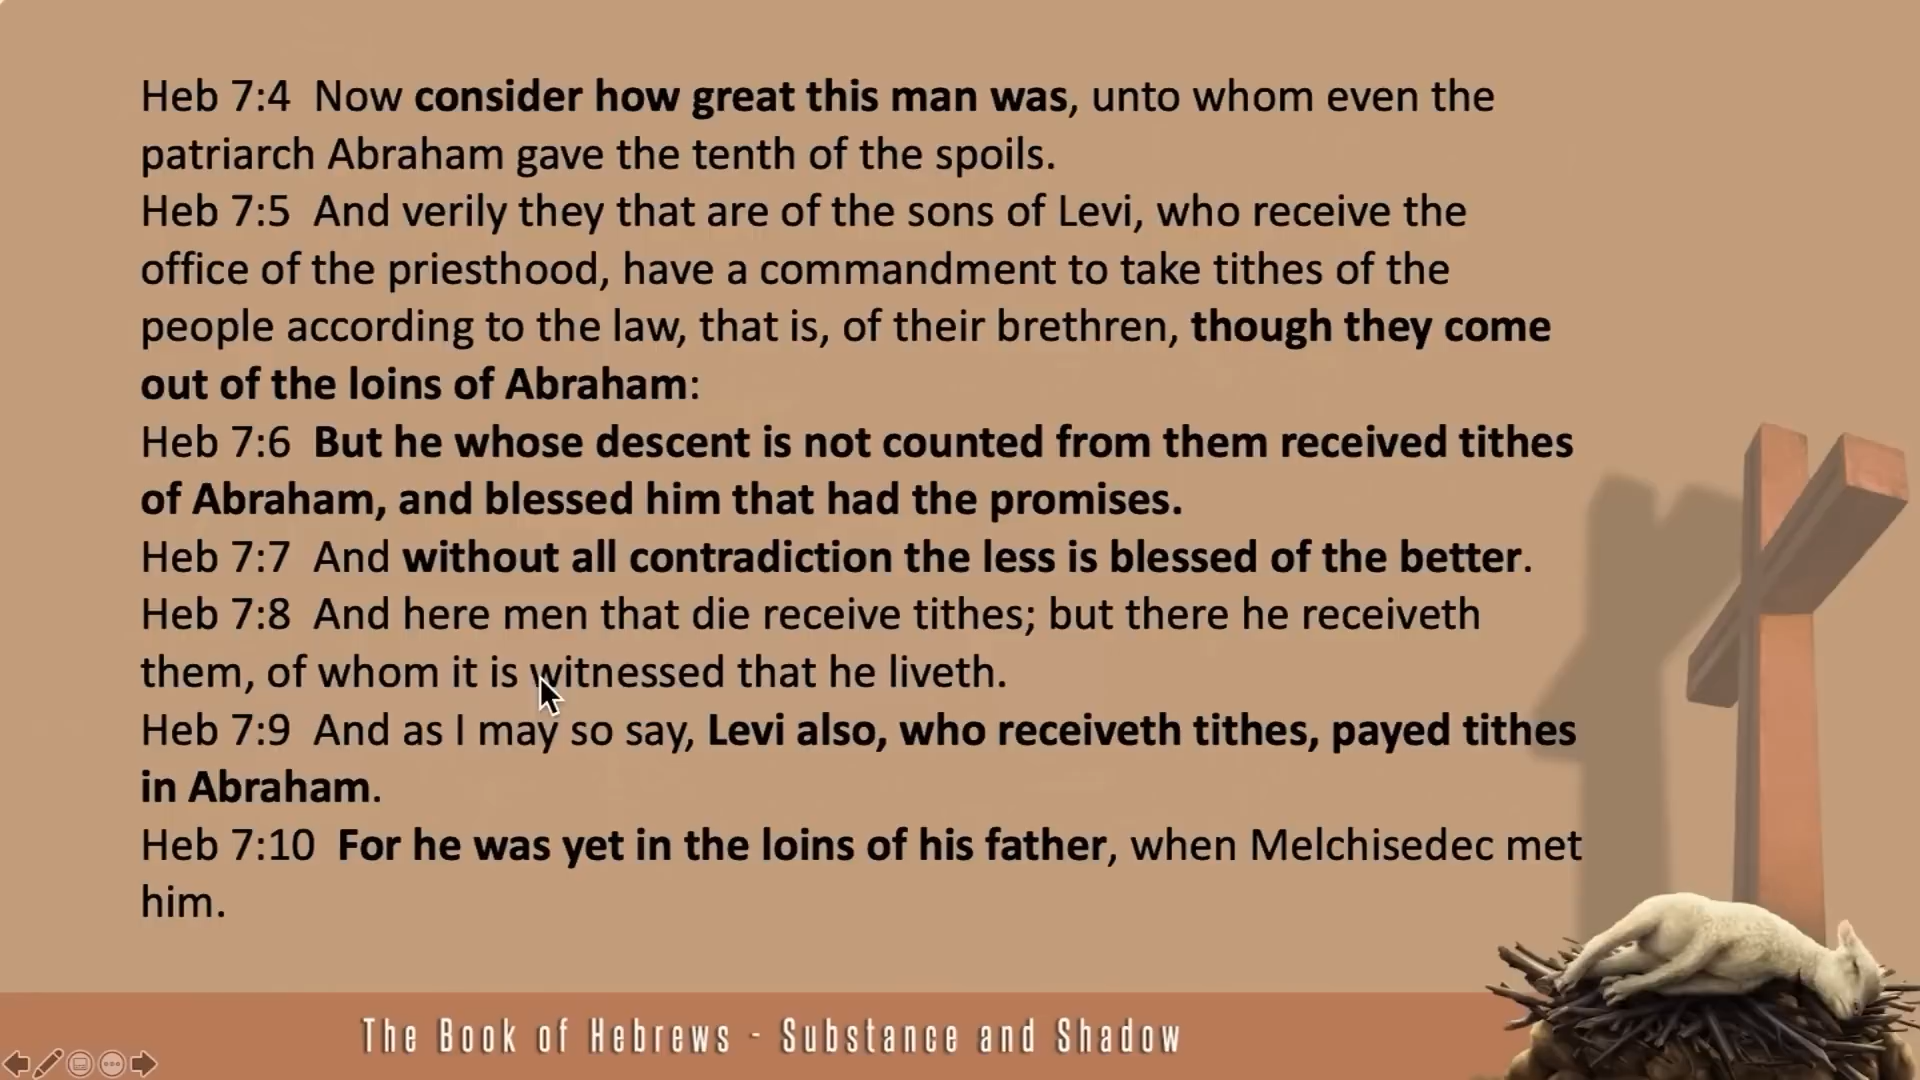 Heb 7:4  Now consider how great this man was, unto whom even the
patriarch Abraham gave the tenth of the spoils.
Heb 7:5  And verily they that are of the sons of Levi, who receive the
office of the priesthood, have a commandment to take tithes of the
people according to the law, that is, of their brethren, though they come
out of the loins of Abraham:
Heb 7:6  But he whose descent is not counted from them received tithes
of Abraham, and blessed him that had the promises.
Heb 7:7  And without all contradiction the less is blessed of the better.
Heb 7:8  And here men that die receive tithes; but there he receiveth
them, of whom it is witnessed that he liveth.
Heb 7:9  And as I may so say, Levi also, who receiveth tithes, payed tithes
in Abraham.
Heb 7:10  For he was yet in the loins of his father, when Melchisedec met
him.
The Book of Hebrews - Substance and Shadow